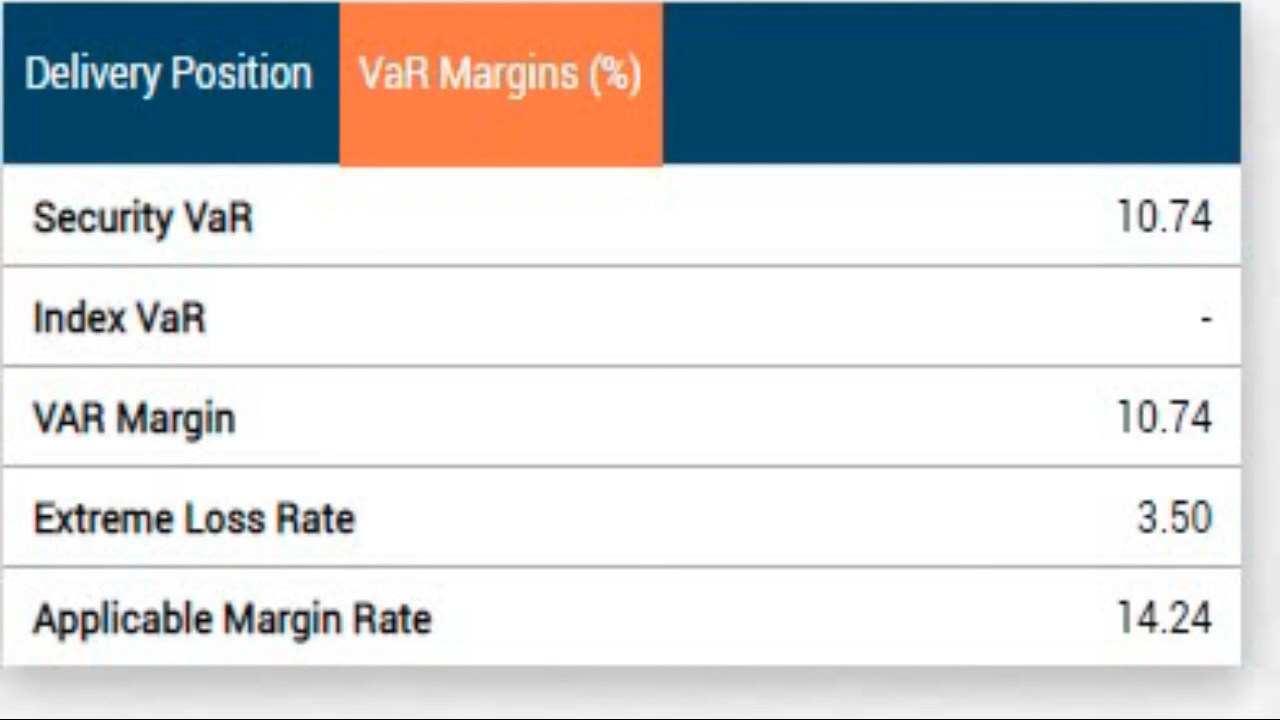 Delivery Position VaR Margins (%)
Security VaR 10.74
Index VaR -
VAR Margin 10.74
Extreme Loss Rate 3.50
Applicable Margin Rate 14.24